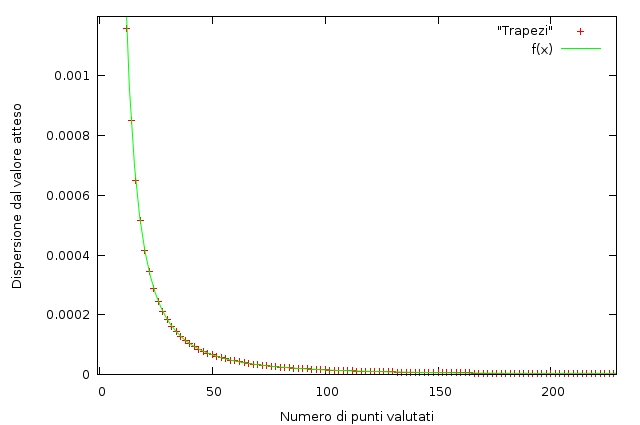 "Trapezi"
f(x)
0.001
0.0008
0.0006
0.0004
0.0002
0
0
50
100
150
200
Dispersione dal valore atteso
Numero di punti valutati